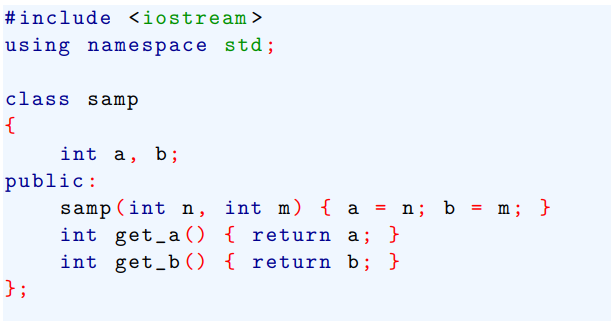 #include <iostream>
using namespace std;
class samp
{
int a, b;
public:
samp(int n, int m) { a = n; b = m; }
int get_a() { return a; }
int get_b() { return b; }
};